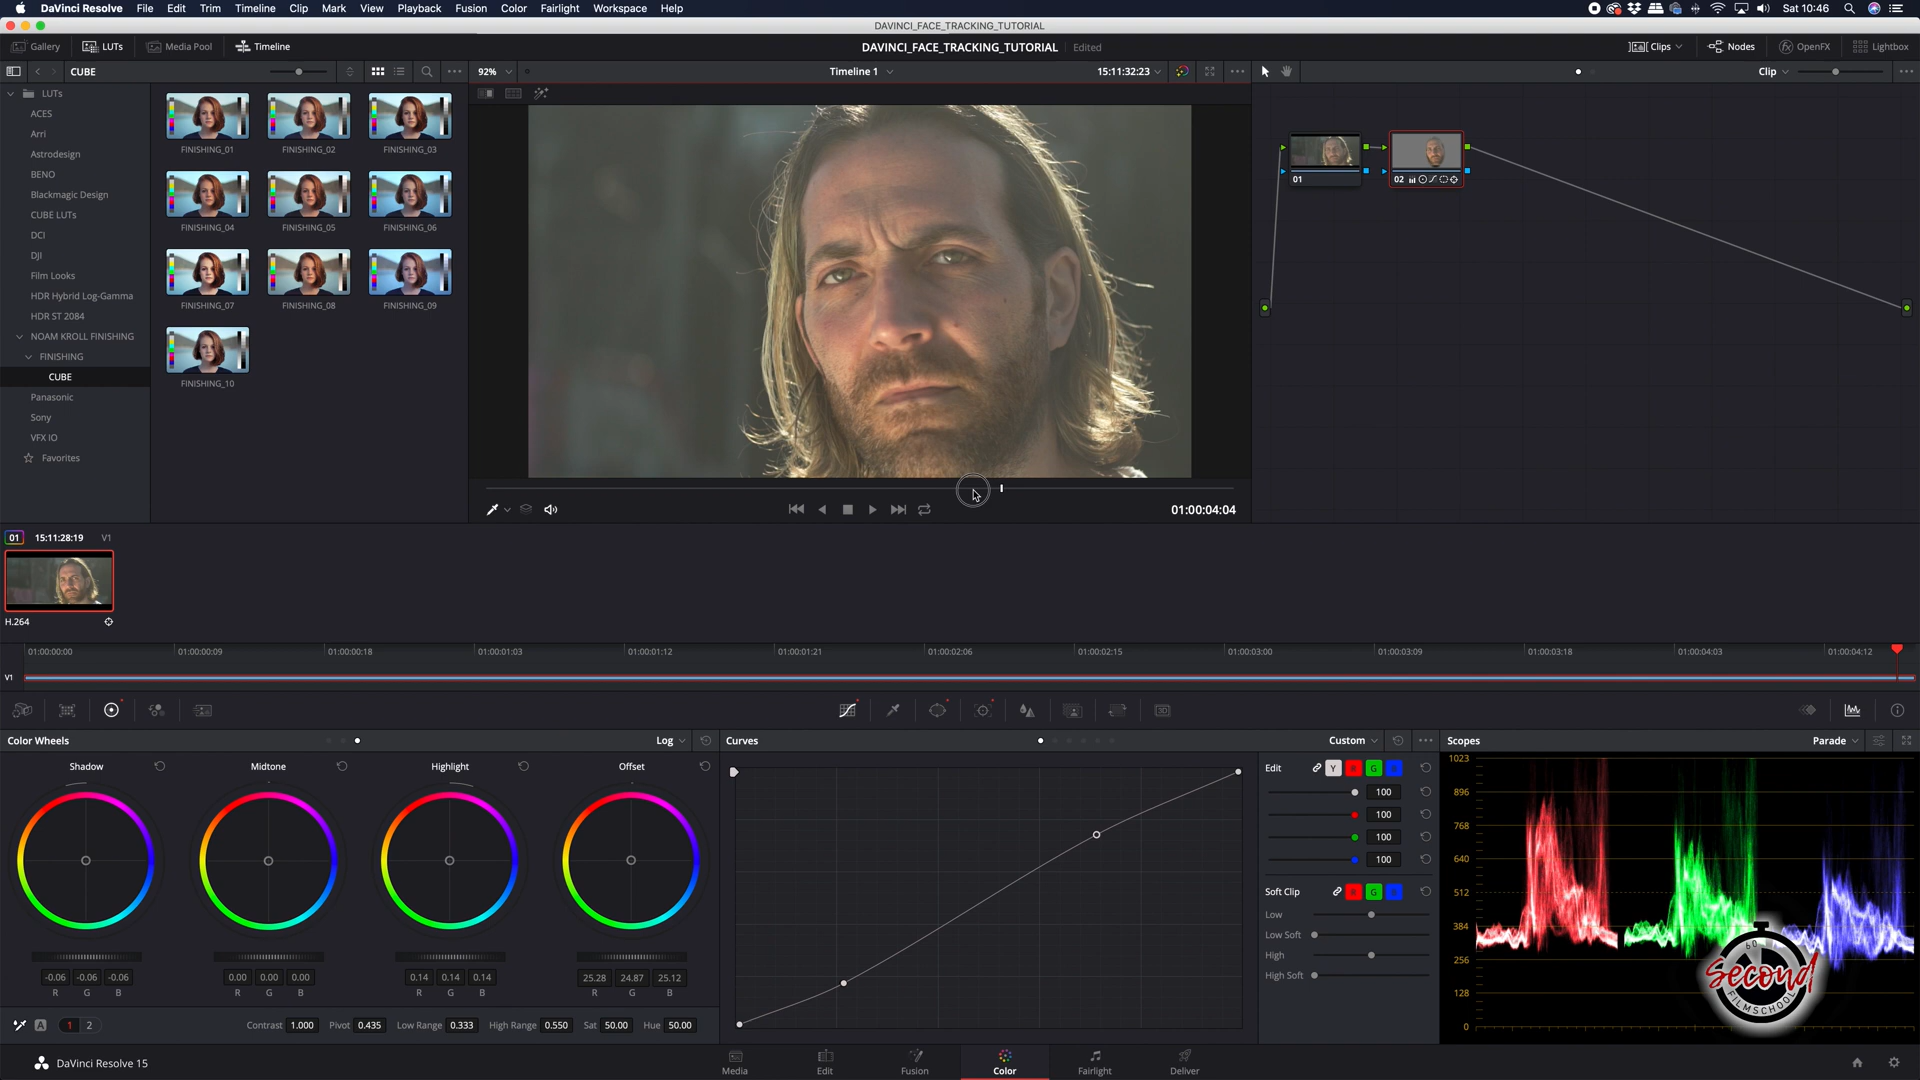 DaVinci Resolve File Edit Trim Timeline Clip Mark View Playback Fusion Color Fairlight Workspace Help Sat 10:46
DAVINCI_FACE_TRACKING_TUTORIAL
Gallery LUTs Media Pool Timeline DAVINCI_FACE_TRACKING_TUTORIAL Edited Clips Nodes OpenFX Lightbox
CUBE 92% Timeline 1 15:11:32:23 Clip
LUTs
ACES
Arri
Astrodesign
BENO
Blackmagic Design
CUBE LUTs
DCI
DJI
Film Looks
HDR Hybrid Log-Gamma
HDR ST 2084
NOAM KROLL FINISHING
FINISHING
CUBE
Panasonic
Sony
VFX IO
Favorites
FINISHING_01 FINISHING_02 FINISHING_03
FINISHING_04 FINISHING_05 FINISHING_06
FINISHING_07 FINISHING_08 FINISHING_09
FINISHING_10
01 02
01:00:04:04
01 15:11:28:19 V1
H.264
01:00:00:00 01:00:00:09 01:00:00:18 01:00:01:03 01:00:01:12 01:00:01:21 01:00:02:06 01:00:02:15 01:00:03:00 01:00:03:09 01:00:03:18 01:00:04:03 01:00:04:12
V1
3D
Color Wheels Log
Shadow Midtone Highlight Offset
-0.06 -0.06 -0.06 0.00 0.00 0.00 0.14 0.14 0.14 25.28 24.87 25.12
R G B R G B R G B R G B
A 1 2 Contrast 1.000 Pivot 0.435 Low Range 0.333 High Range 0.550 Sat 50.00 Hue 50.00
Curves Custom
Edit Y R G B
100
100
100
100
Soft Clip R G B
Low
Low Soft
High
High Soft
Scopes Parade
1023
896
768
640
512
384
256
128
0
60
Second
FILMSCHOOL
DaVinci Resolve 15 Media Edit Fusion Color Fairlight Deliver